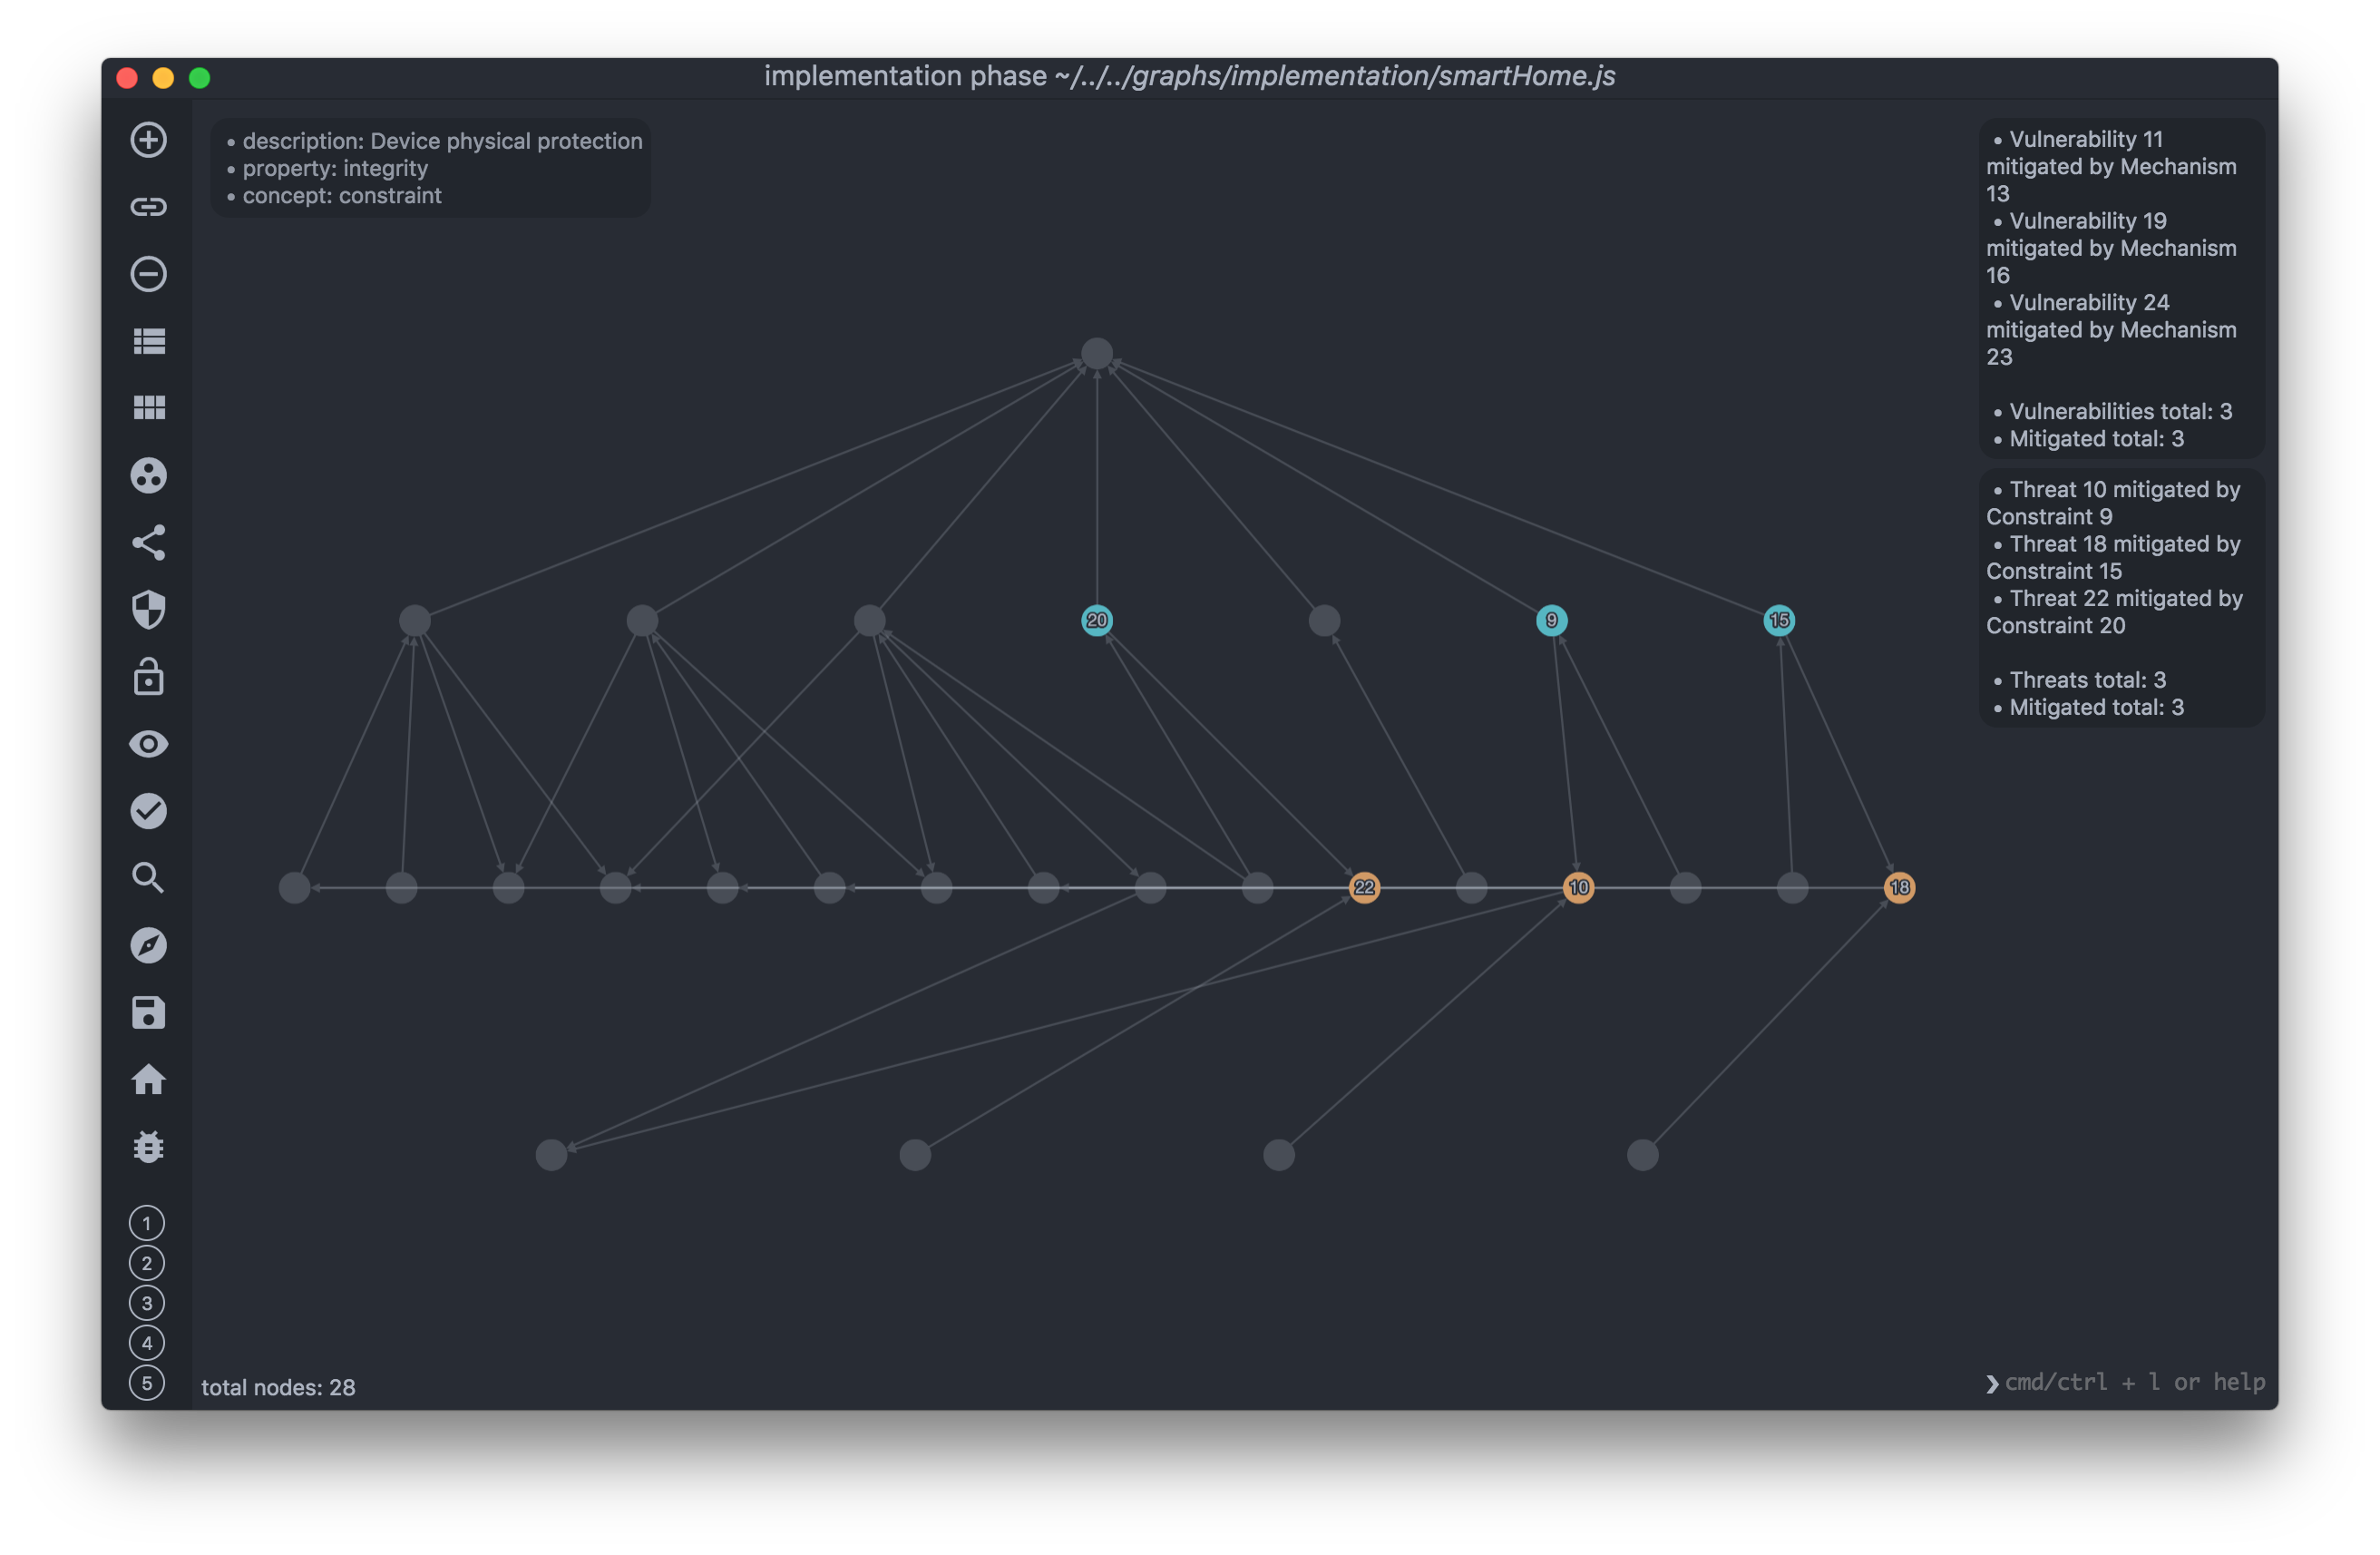 implementation phase ~/../../graphs/implementation/smartHome.js
• description: Device physical protection
• property: integrity
• concept: constraint
• Vulnerability 11
mitigated by Mechanism
13
• Vulnerability 19
mitigated by Mechanism
16
• Vulnerability 24
mitigated by Mechanism
23
• Vulnerabilities total: 3
• Mitigated total: 3
• Threat 10 mitigated by
Constraint 9
• Threat 18 mitigated by
Constraint 15
• Threat 22 mitigated by
Constraint 20
• Threats total: 3
• Mitigated total: 3
20
9
15
22
10
18
1
2
3
4
5
total nodes: 28
❯ cmd/ctrl + l or help